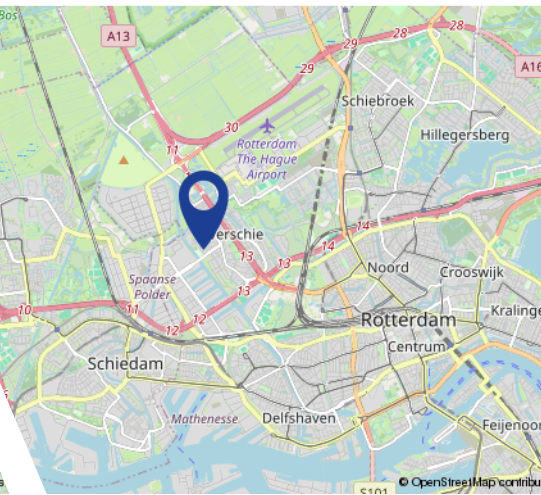 Bos
A13
28
28
29
A16
29
Schiebroek
30
Hillegersberg
11
Rotterdam
The Hague
Airport
erschie
14
14
13
13
Noord
Crooswijk
Spaanse
Polder
13
10
11
12
12
Rotterdam
Kralinge
Centrum
Schiedam
Mathenesse
Delfshaven
Feijenoor
S101
© OpenStreetMap contribu